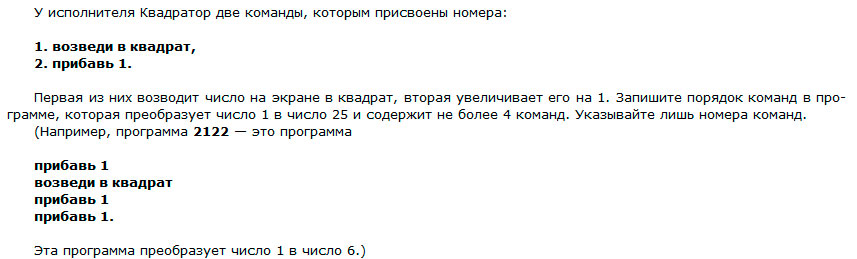 У исполнителя Квадратор две команды, которым присвоены номера:
1. возведи в квадрат,
2. прибавь 1.
Первая из них возводит число на экране в квадрат, вторая увеличивает его на 1. Запишите порядок команд в про-
грамме, которая преобразует число 1 в число 25 и содержит не более 4 команд. Указывайте лишь номера команд.
(Например, программа 2122 — это программа
прибавь 1
возведи в квадрат
прибавь 1
прибавь 1.
Эта программа преобразует число 1 в число 6.)